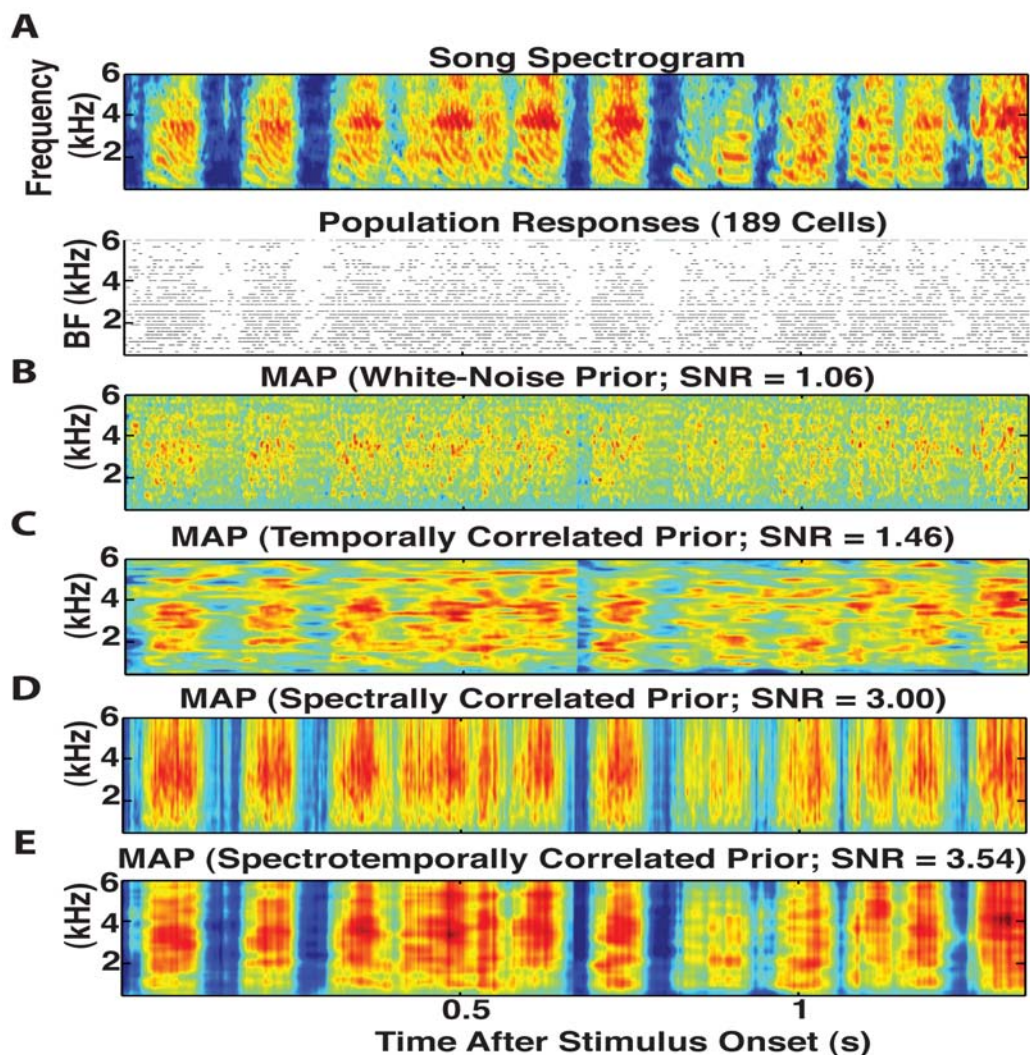 A
Song Spectrogram
Frequency
(kHz)
6
4
2
Population Responses (189 Cells)
BF (kHz)
6
4
2
B
MAP (White-Noise Prior; SNR = 1.06)
(kHz)
6
4
2
C
MAP (Temporally Correlated Prior; SNR = 1.46)
(kHz)
6
4
2
D
MAP (Spectrally Correlated Prior; SNR = 3.00)
(kHz)
6
4
2
E
MAP (Spectrotemporally Correlated Prior; SNR = 3.54)
(kHz)
6
4
2
0.5 1
Time After Stimulus Onset (s)